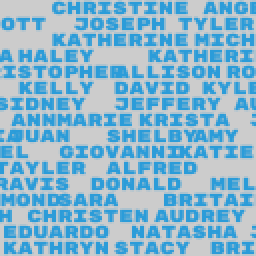 CHRISTINE ANGE
OTT JOSEPH TYLER
KATHERINE MICH
A HALEY KATHERI
ISTOPHER ALLISON RO
KELLY DAVID KYLE
SIDNEY JEFFERY AU
ANNMARIE KRISTA J
JUAN SHELBY AMY
EL GIOVANNI KATIE
TAYLER ALFRED
RAVIS DONALD MEL
MOND SARA BRITAI
H CHRISTEN AUDREY
EDUARDO NATASHA J
KATHRYN STACY BRI